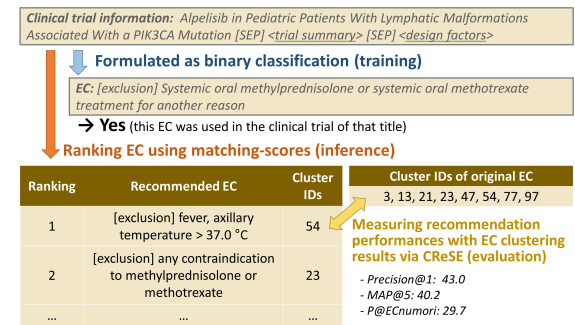 Clinical trial information: Alpelisib in Pediatric Patients With Lymphatic Malformations
Associated With a PIK3CA Mutation [SEP] <trial summary> [SEP] <design factors>
Formulated as binary classification (training)
EC: [exclusion] Systemic oral methylprednisolone or systemic oral methotrexate
treatment for another reason
→ Yes (this EC was used in the clinical trial of that title)
Ranking EC using matching-scores (inference)
Ranking
Recommended EC
Cluster
IDs
1
[exclusion] fever, axillary
temperature > 37.0 °C
54
2
[exclusion] any contraindication
to methylprednisolone or
methotrexate
23
...
...
...
Cluster IDs of original EC
3, 13, 21, 23, 47, 54, 77, 97
Measuring recommendation
performances with EC clustering
results via CReSE (evaluation)
- Precision@1: 43.0
- MAP@5: 40.2
- P@ECnumori: 29.7